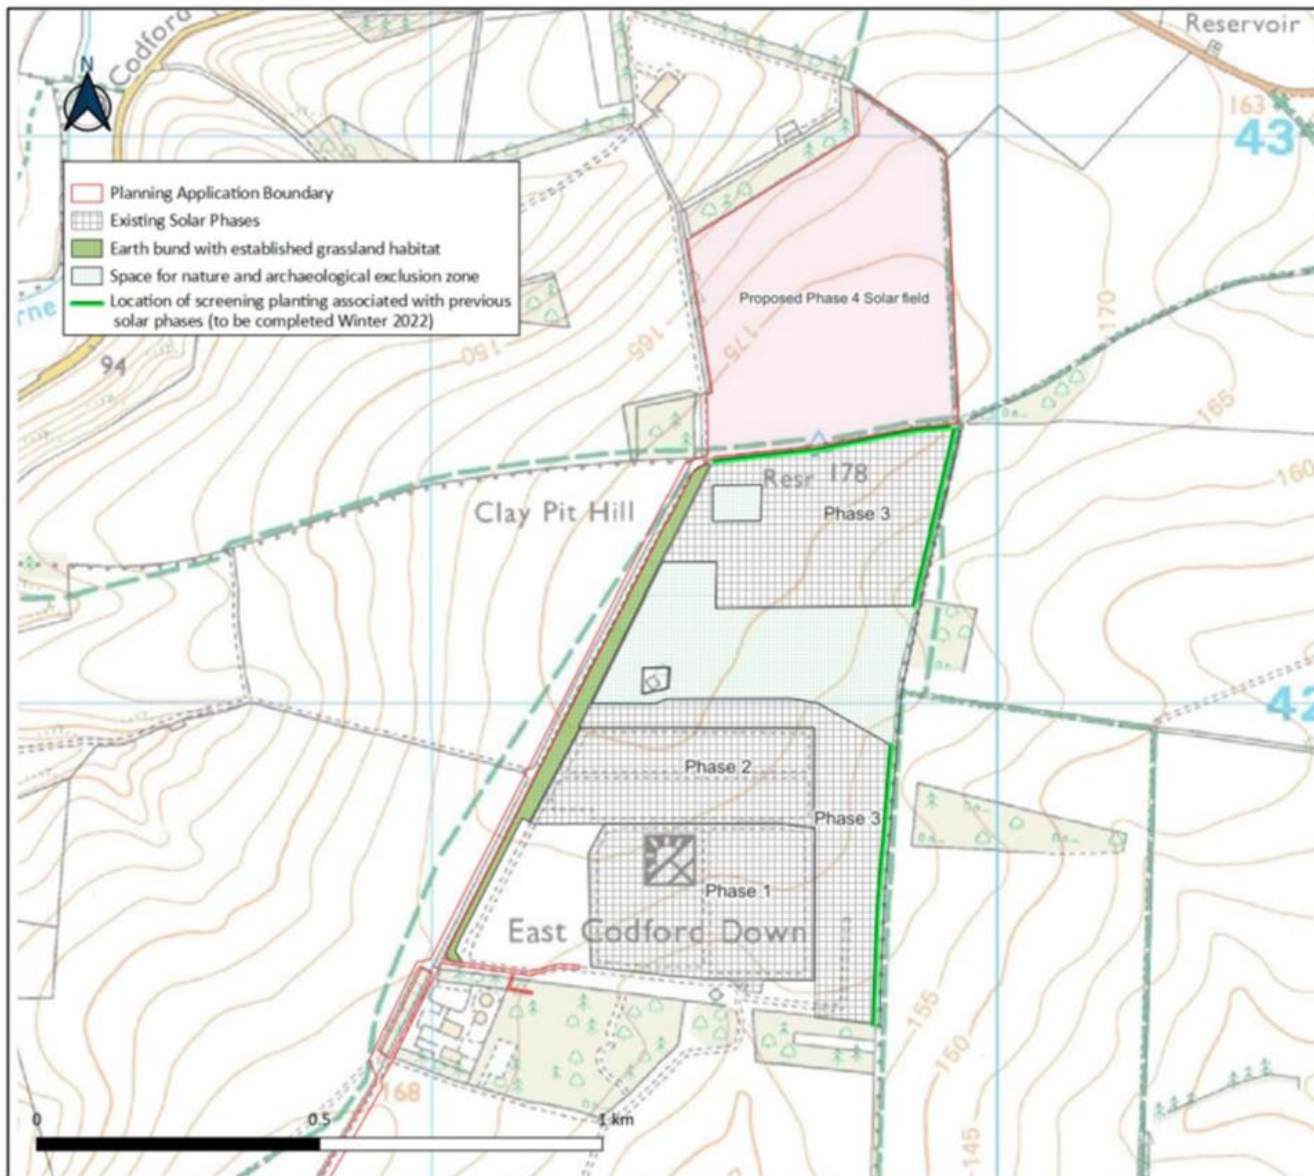 Codford
Reservoir
N
163
43
Planning Application Boundary
Existing Solar Phases
Earth bund with established grassland habitat
Space for nature and archaeological exclusion zone
Location of screening planting associated with previous
solar phases (to be completed Winter 2022)
rne
Proposed Phase 4 Solar field
170
150
165
175
94
165
160
Resr 178
Clay Pit Hill
Phase 3
42
Phase 2
Phase 3
Phase 1
East Codford Down
155
150
168
145
0
0.5
1 km